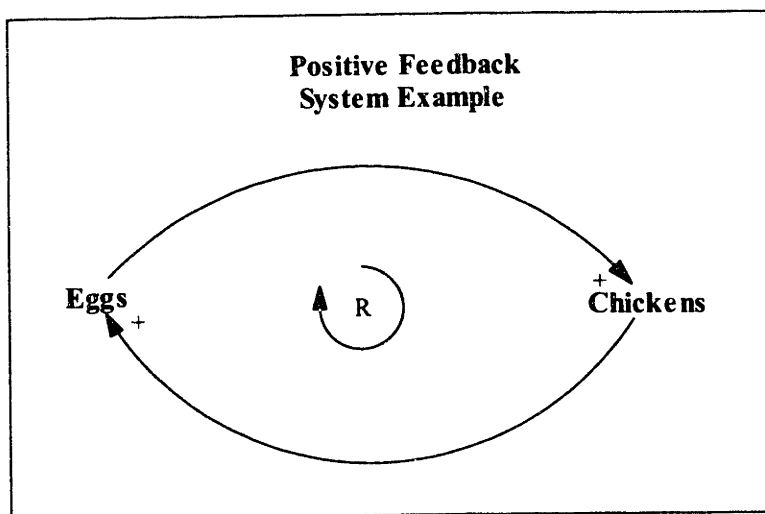 Positive Feedback
System Example
+
Eggs
+
R
Chickens